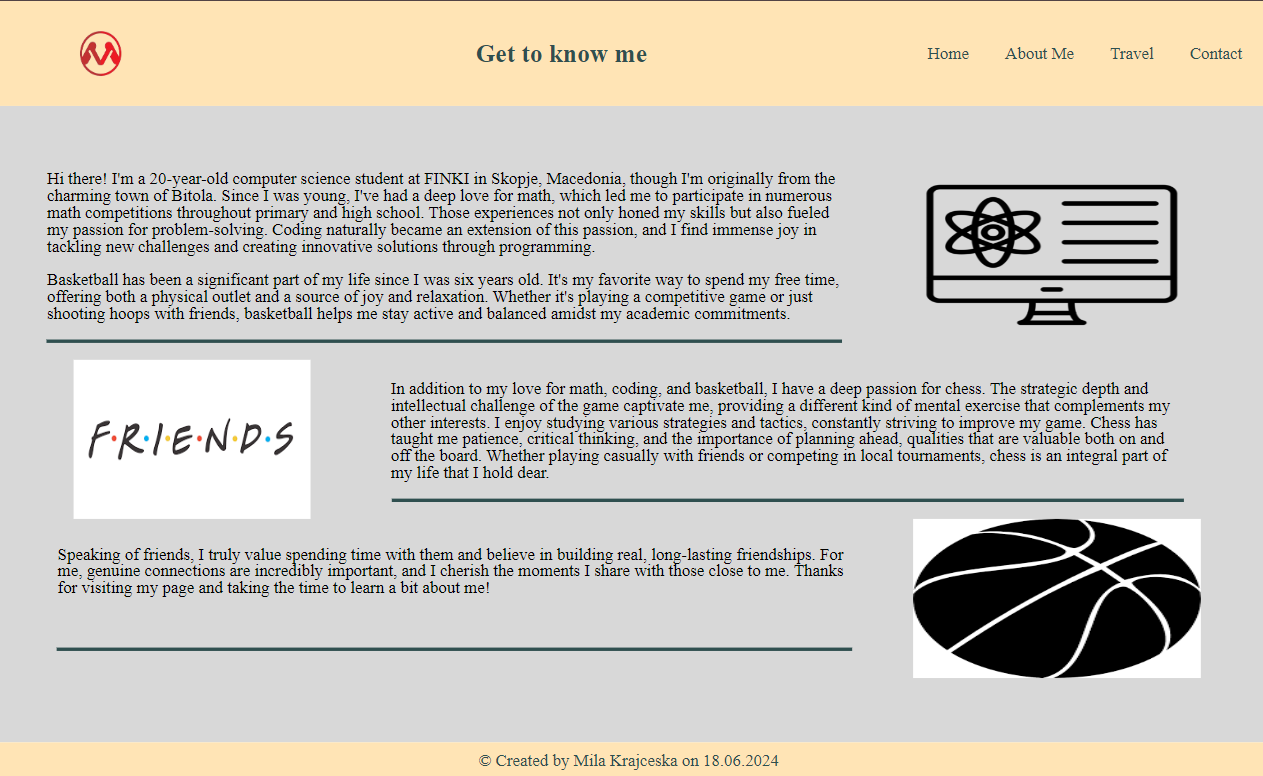 Get to know me
Home About Me Travel Contact
Hi there! I'm a 20-year-old computer science student at FINKI in Skopje, Macedonia, though I'm originally from the
charming town of Bitola. Since I was young, I've had a deep love for math, which led me to participate in numerous
math competitions throughout primary and high school. Those experiences not only honed my skills but also fueled
my passion for problem-solving. Coding naturally became an extension of this passion, and I find immense joy in
tackling new challenges and creating innovative solutions through programming.
Basketball has been a significant part of my life since I was six years old. It's my favorite way to spend my free time,
offering both a physical outlet and a source of joy and relaxation. Whether it's playing a competitive game or just
shooting hoops with friends, basketball helps me stay active and balanced amidst my academic commitments.
F·R·I·E·N·D·S
In addition to my love for math, coding, and basketball, I have a deep passion for chess. The strategic depth and
intellectual challenge of the game captivate me, providing a different kind of mental exercise that complements my
other interests. I enjoy studying various strategies and tactics, constantly striving to improve my game. Chess has
taught me patience, critical thinking, and the importance of planning ahead, qualities that are valuable both on and
off the board. Whether playing casually with friends or competing in local tournaments, chess is an integral part of
my life that I hold dear.
Speaking of friends, I truly value spending time with them and believe in building real, long-lasting friendships. For
me, genuine connections are incredibly important, and I cherish the moments I share with those close to me. Thanks
for visiting my page and taking the time to learn a bit about me!
© Created by Mila Krajceska on 18.06.2024